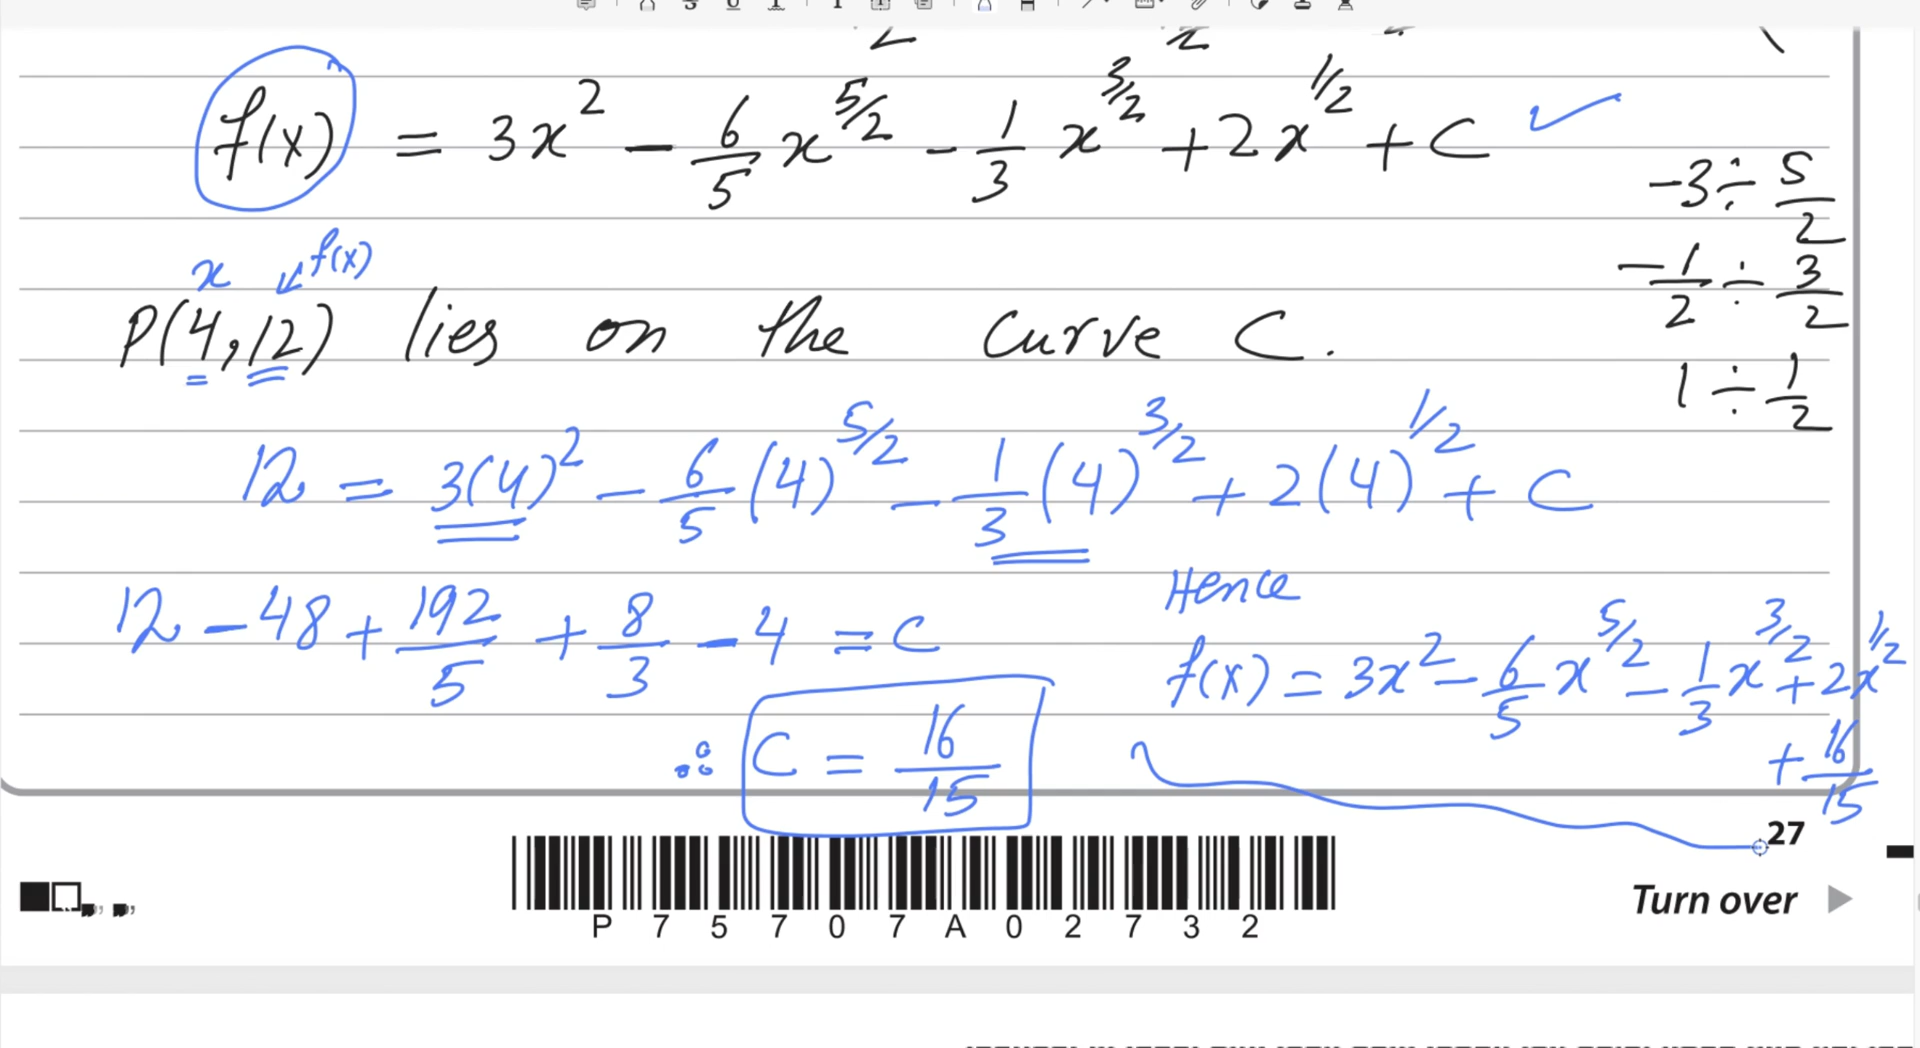 f(x) = 3x² - 6/5 x^5/2 - 1/3 x^3/2 + 2x^1/2 + C ✓
-3 ÷ 5/2
x ↙ f(x)
-1/2 ÷ 3/2
P(4,12) lies on the curve C.
1 ÷ 1/2
12 = 3(4)² - 6/5 (4)^5/2 - 1/3 (4)^3/2 + 2(4)^1/2 + C
Hence
12 - 48 + 192/5 + 8/3 - 4 = C
f(x) = 3x² - 6/5 x^5/2 - 1/3 x^3/2 + 2x^1/2
+ 16/15
∴ C = 16/15
27
P 7 5 7 0 7 A 0 2 7 3 2
Turn over